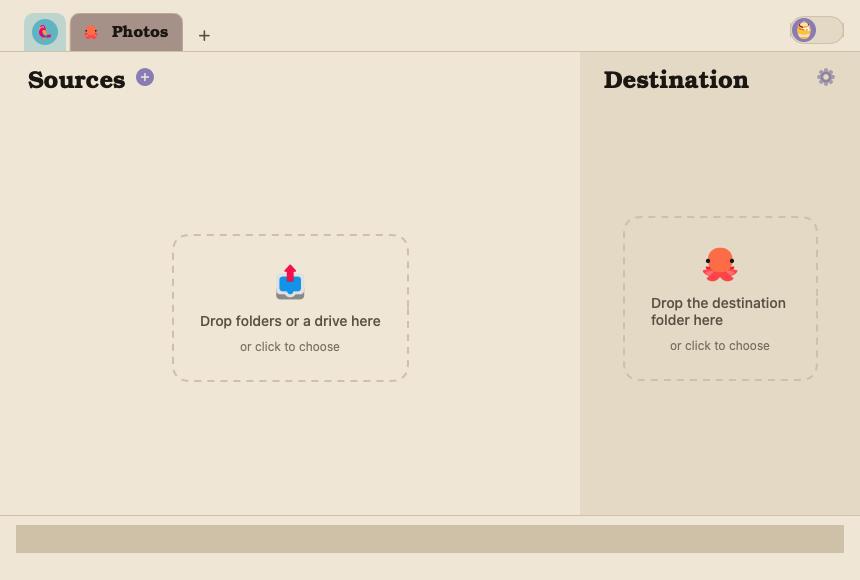 Photos
+
Sources
Destination
Drop folders or a drive here
or click to choose
Drop the destination
folder here
or click to choose